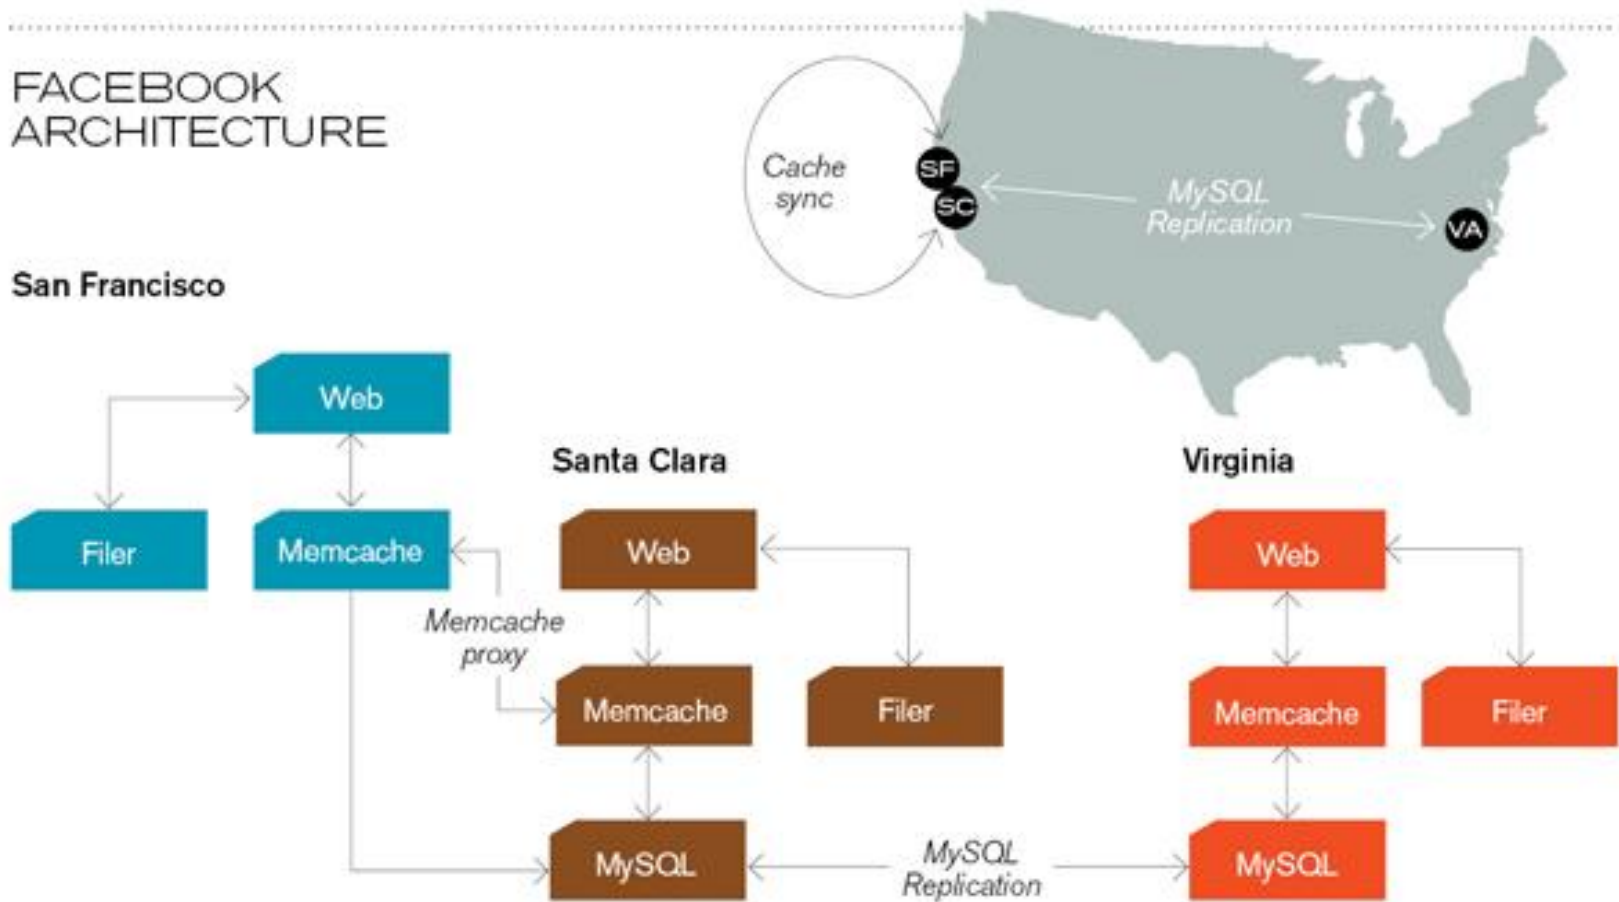 FACEBOOK
ARCHITECTURE
Cache
sync
SF
SC
MySQL
Replication
VA
San Francisco
Web
Filer
Memcache
Memcache
proxy
Santa Clara
Web
Memcache
Filer
MySQL
MySQL
Replication
Virginia
Web
Memcache
Filer
MySQL